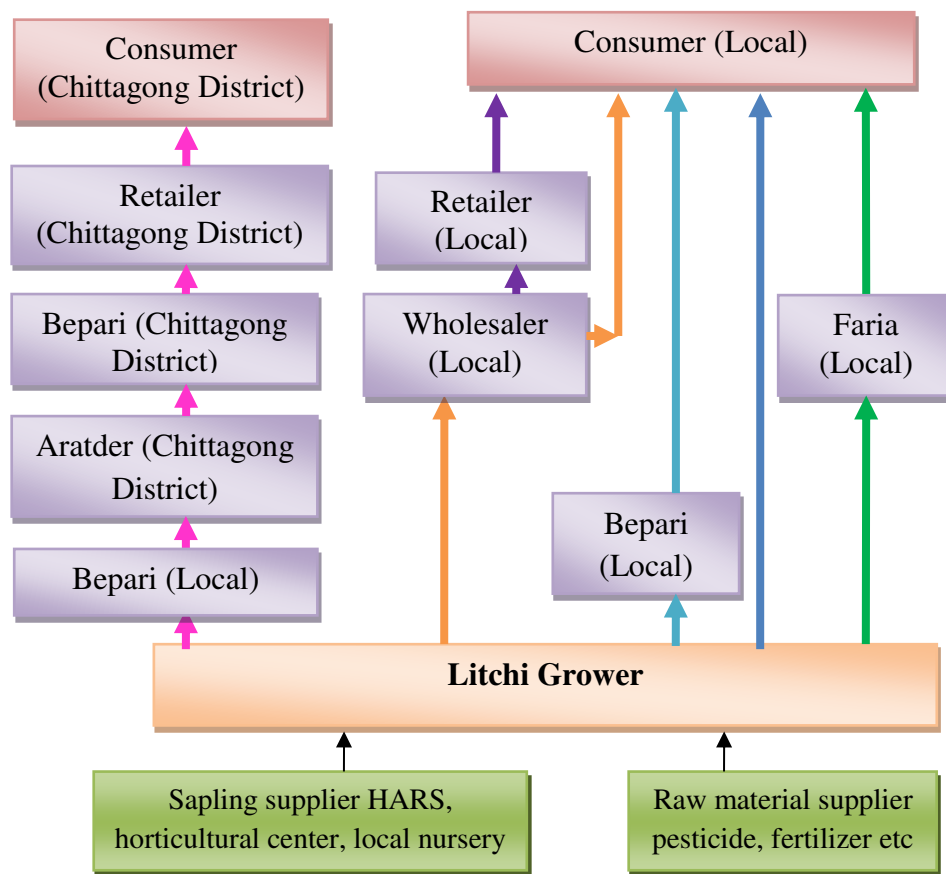 Consumer
(Chittagong District)
Consumer (Local)
Retailer
(Chittagong District)
Retailer
(Local)
Bepari (Chittagong
District)
Wholesaler
(Local)
Faria
(Local)
Aratder (Chittagong
District)
Bepari
(Local)
Bepari (Local)
Litchi Grower
Sapling supplier HARS,
horticultural center, local nursery
Raw material supplier
pesticide, fertilizer etc